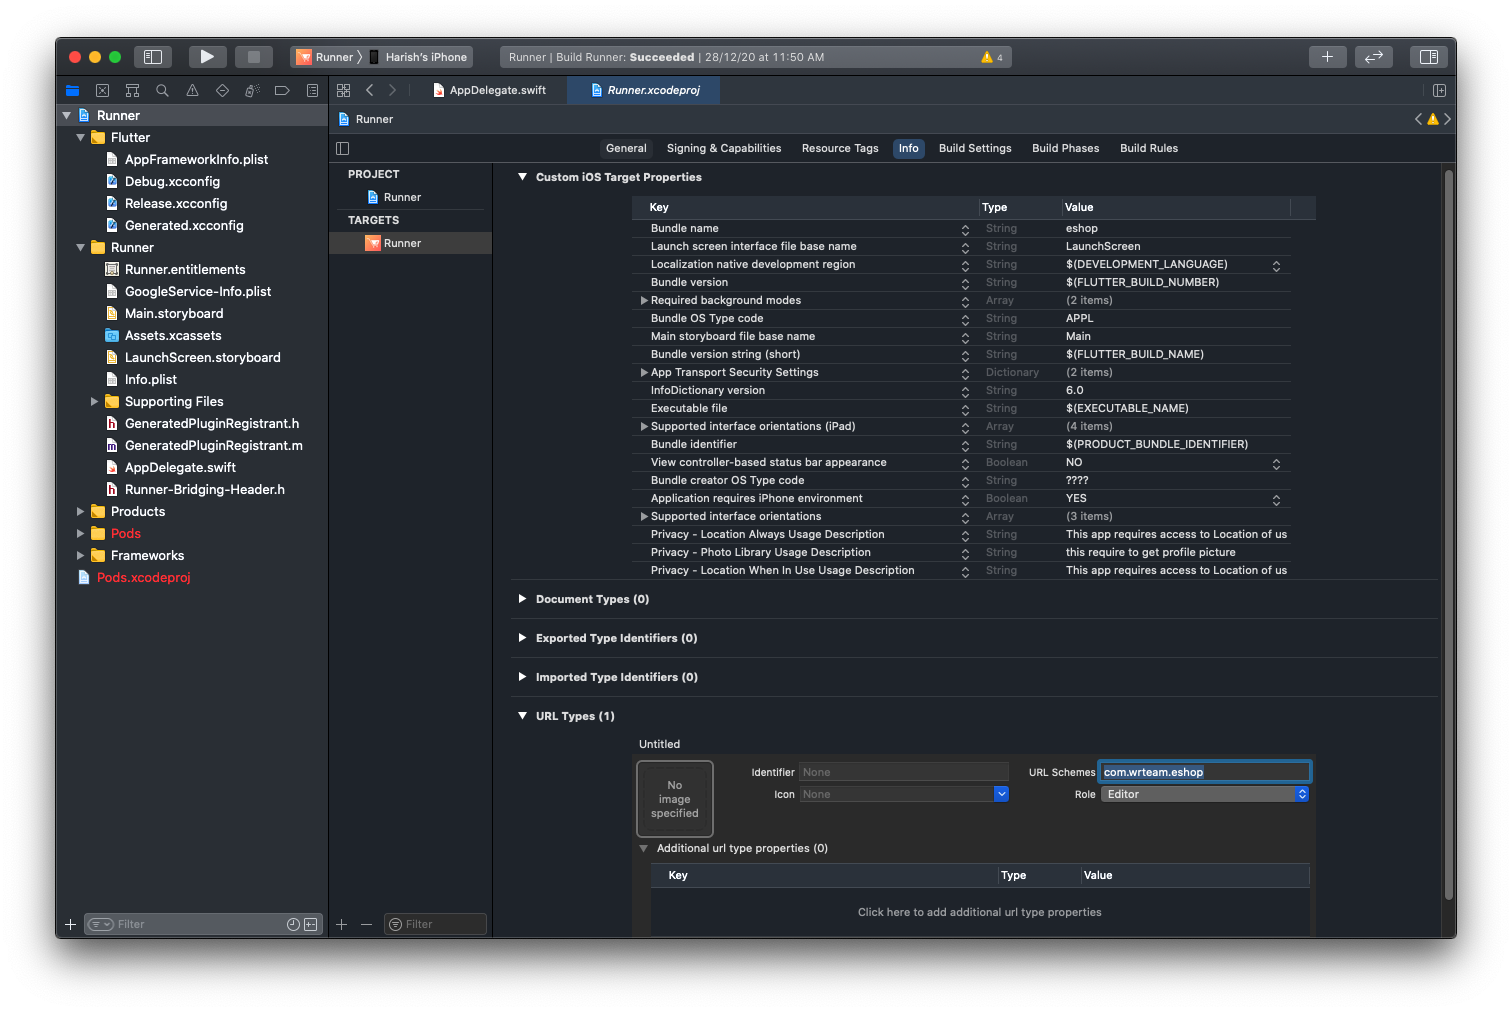 Runner Harish's iPhone
Runner | Build Runner: Succeeded | 28/12/20 at 11:50 AM
4
AppDelegate.swift
Runner.xcodeproj
Runner
Runner
General Signing & Capabilities Resource Tags Info Build Settings Build Phases Build Rules
Flutter
AppFrameworkInfo.plist
Debug.xcconfig
Release.xcconfig
Generated.xcconfig
Runner
Runner.entitlements
GoogleService-Info.plist
Main.storyboard
Assets.xcassets
LaunchScreen.storyboard
Info.plist
Supporting Files
GeneratedPluginRegistrant.h
GeneratedPluginRegistrant.m
AppDelegate.swift
Runner-Bridging-Header.h
Products
Pods
Frameworks
Pods.xcodeproj
Filter
PROJECT
Runner
TARGETS
Runner
Filter
Custom iOS Target Properties
Key Type Value
Bundle name String eshop
Launch screen interface file base name String LaunchScreen
Localization native development region String $(DEVELOPMENT_LANGUAGE)
Bundle version String $(FLUTTER_BUILD_NUMBER)
Required background modes Array (2 items)
Bundle OS Type code String APPL
Main storyboard file base name String Main
Bundle version string (short) String $(FLUTTER_BUILD_NAME)
App Transport Security Settings Dictionary (2 items)
InfoDictionary version String 6.0
Executable file String $(EXECUTABLE_NAME)
Supported interface orientations (iPad) Array (4 items)
Bundle identifier String $(PRODUCT_BUNDLE_IDENTIFIER)
View controller-based status bar appearance Boolean NO
Bundle creator OS Type code String ????
Application requires iPhone environment Boolean YES
Supported interface orientations Array (3 items)
Privacy - Location Always Usage Description String This app requires access to Location of us
Privacy - Photo Library Usage Description String this require to get profile picture
Privacy - Location When In Use Usage Description String This app requires access to Location of us
Document Types (0)
Exported Type Identifiers (0)
Imported Type Identifiers (0)
URL Types (1)
Untitled
No image specified
Identifier None URL Schemes com.wrteam.eshop
Icon None Role Editor
Additional url type properties (0)
Key Type Value
Click here to add additional url type properties